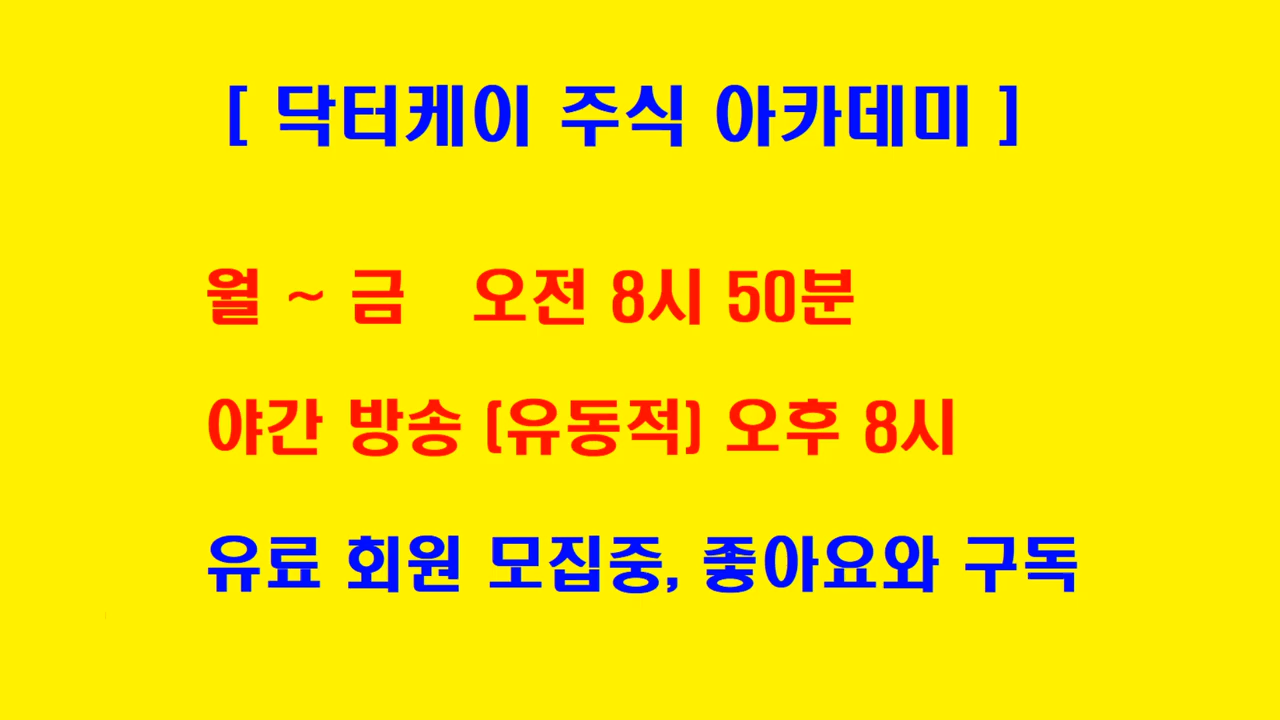 [ 닥터케이 주식 아카데미 ]
월 ~ 금 오전 8시 50분
야간 방송 (유동적) 오후 8시
유료 회원 모집중, 좋아요와 구독